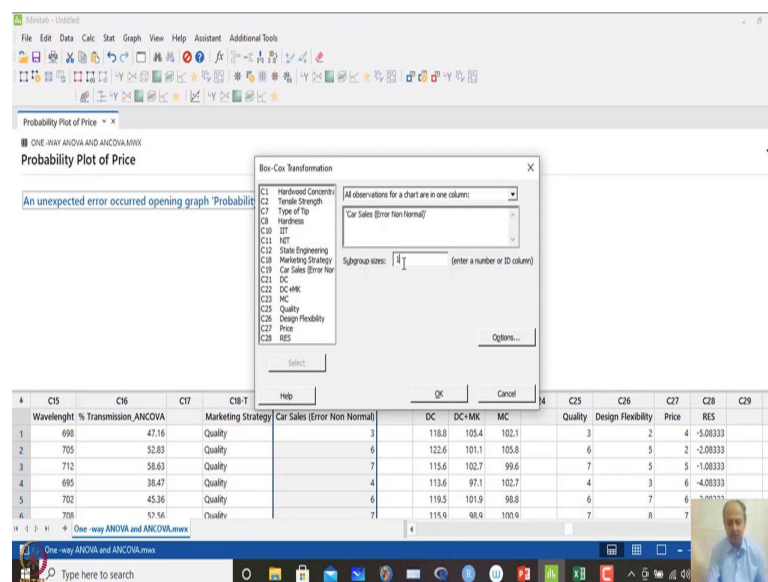 Minitab - Untitled
File Edit Data Calc Stat Graph View Help Assistant Additional Tools
Probability Plot of Price
ONE -WAY ANOVA AND ANCOVA.MWX
Probability Plot of Price
An unexpected error occurred opening graph 'Probabilit
Box-Cox Transformation
C1 Hardwood Concentra
C2 Tensile Strength
C7 Type of Tip
C8 Hardness
C10 IIT
C11 NIT
C12 State Engineering
C18 Marketing Strategy
C19 Car Sales (Error Nor
C21 DC
C22 DC+MK
C23 MC
C25 Quality
C26 Design Flexibility
C27 Price
C28 RES
All observations for a chart are in one column:
'Car Sales (Error Non Normal)'
Subgroup sizes: 1 (enter a number or ID column)
Options...
Select
Help OK Cancel
C15 C16 C17 C18-T C25 C26 C27 C28 C29
Wavelenght % Transmission_ANCOVA Marketing Strategy Car Sales (Error Non Normal) DC DC+MK MC Quality Design Flexibility Price RES
1 698 47.16 Quality 3 118.8 105.4 102.1 3 2 4 -5.08333
2 705 52.83 Quality 6 122.6 101.1 105.8 6 5 2 -2.08333
3 712 58.63 Quality 7 115.6 102.7 99.6 7 5 5 -1.08333
4 695 38.47 Quality 4 113.6 97.1 102.7 4 3 6 -4.08333
5 702 45.36 Quality 6 119.5 101.9 98.8 6 7 6
6 708 52.56 Quality 7 115.9 98.9 100.9 7 8 7
One -way ANOVA and ANCOVA.mwx
One -way ANOVA and ANCOVA.mwx
Type here to search